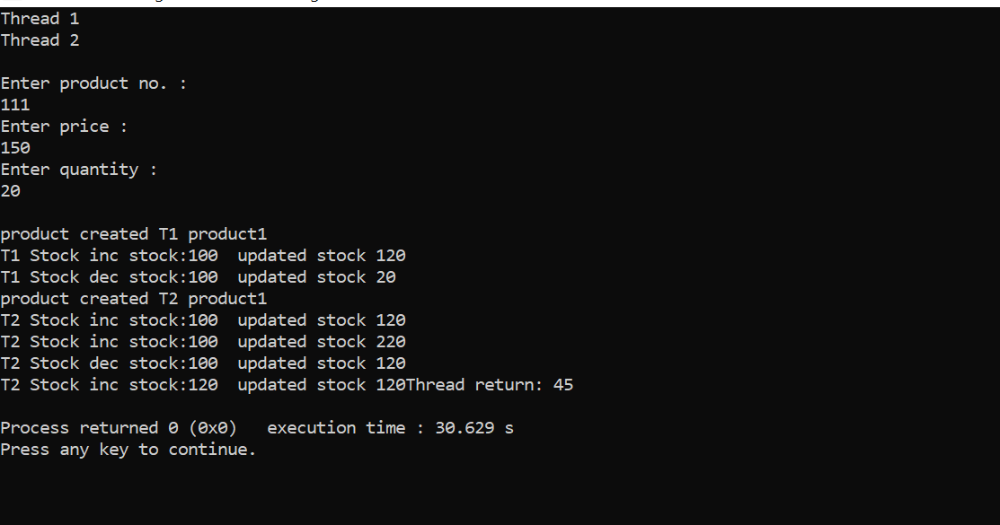 Thread 1
Thread 2
Enter product no. :
111
Enter price :
150
Enter quantity :
20
product created T1 product1
T1 Stock inc stock:100  updated stock 120
T1 Stock dec stock:100  updated stock 20
product created T2 product1
T2 Stock inc stock:100  updated stock 120
T2 Stock inc stock:100  updated stock 220
T2 Stock dec stock:100  updated stock 120
T2 Stock inc stock:120  updated stock 120Thread return: 45
Process returned 0 (0x0)   execution time : 30.629 s
Press any key to continue.